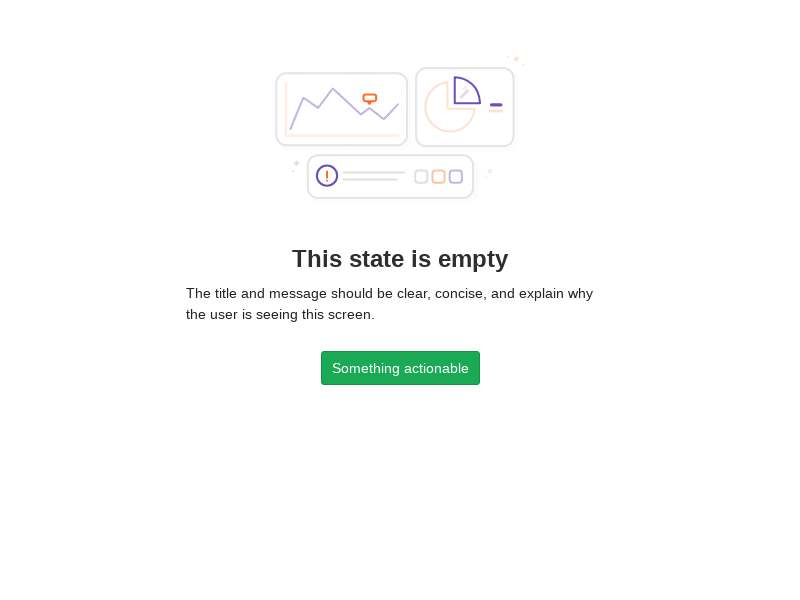 This state is empty
The title and message should be clear, concise, and explain why
the user is seeing this screen.
Something actionable